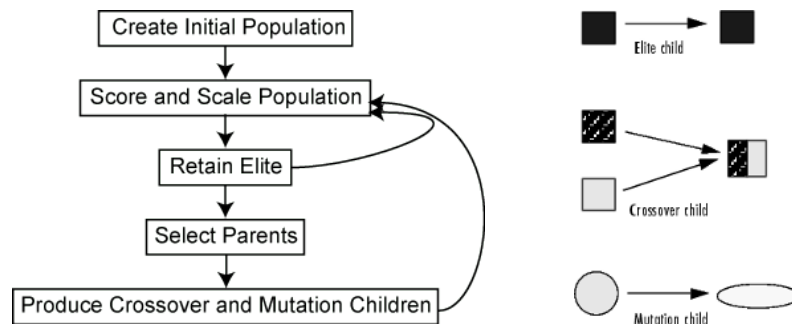 Create Initial Population
Score and Scale Population
Retain Elite
Select Parents
Produce Crossover and Mutation Children
Elite child
Crossover child
Mutation child